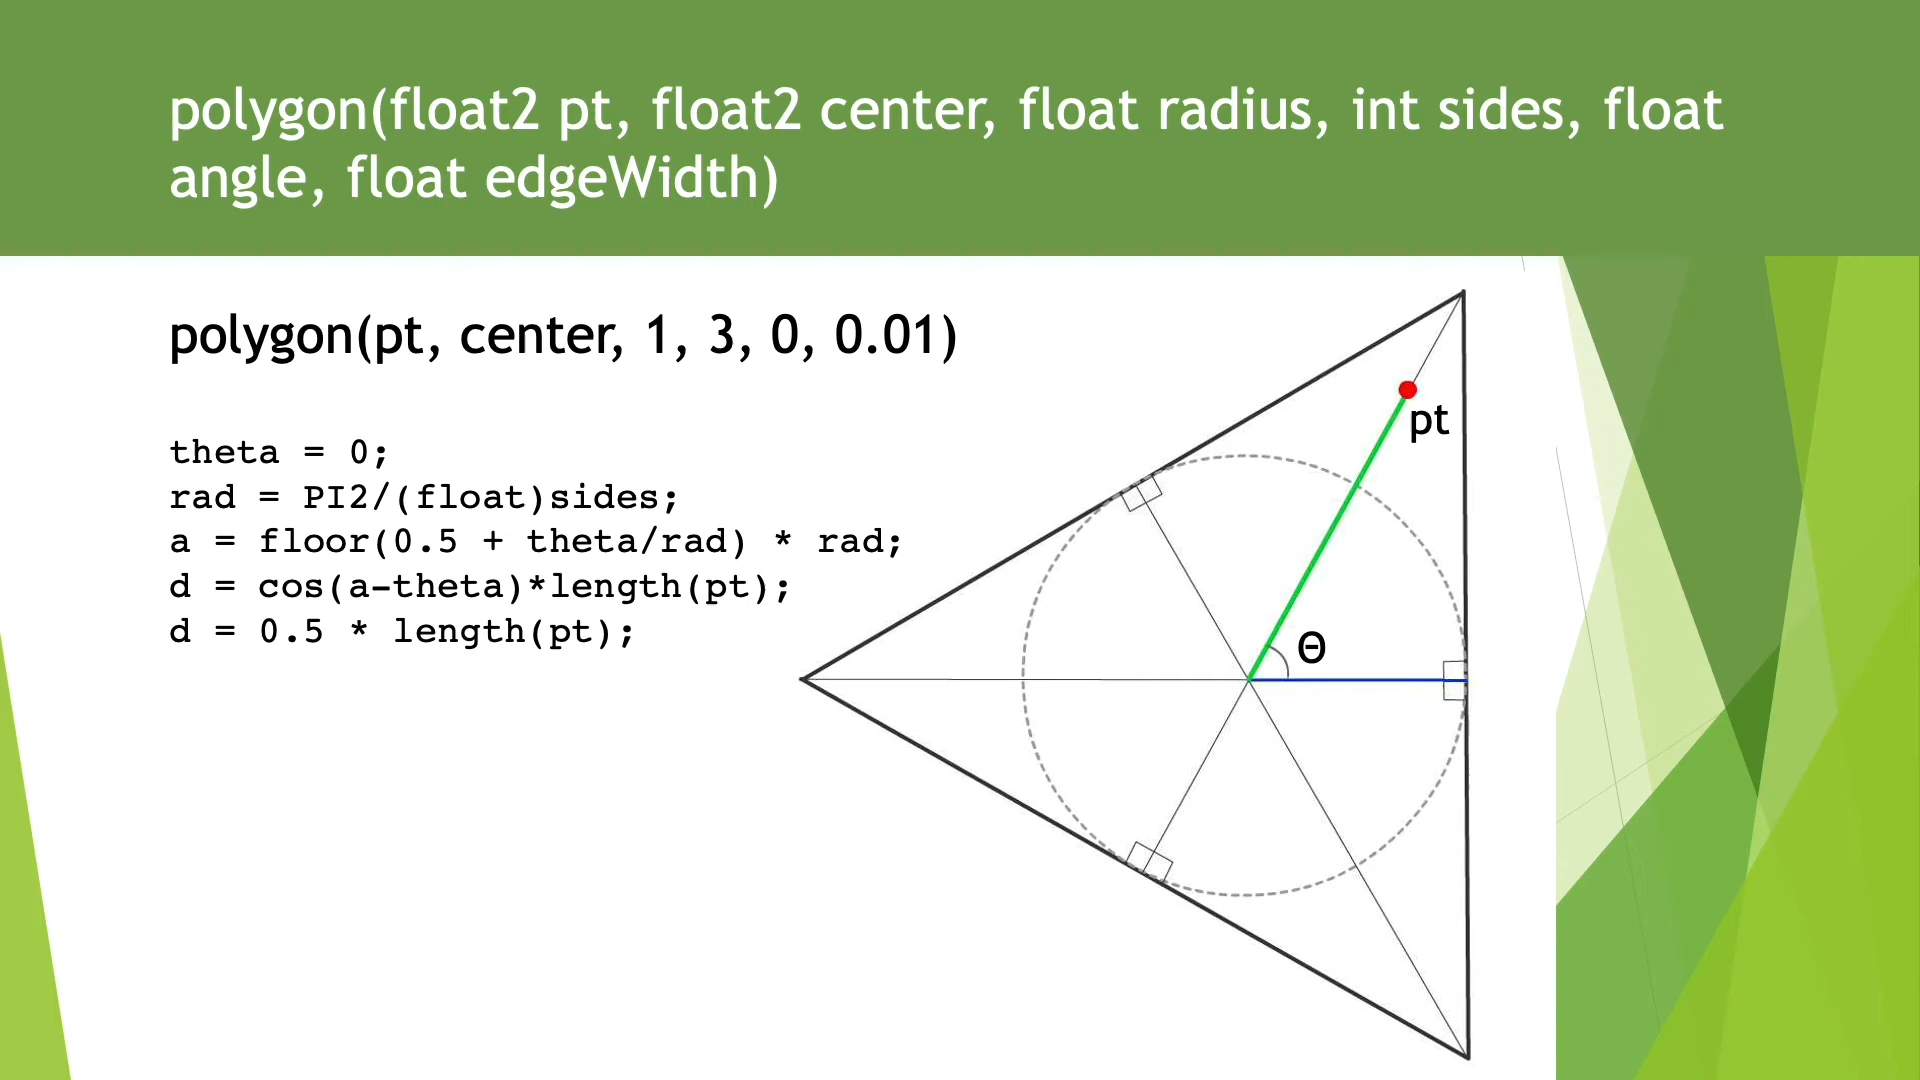 polygon(float2 pt, float2 center, float radius, int sides, float
angle, float edgeWidth)
polygon(pt, center, 1, 3, 0, 0.01)
theta = 0;
rad = PI2/(float)sides;
a = floor(0.5 + theta/rad) * rad;
d = cos(a-theta)*length(pt);
d = 0.5 * length(pt);
pt
Θ